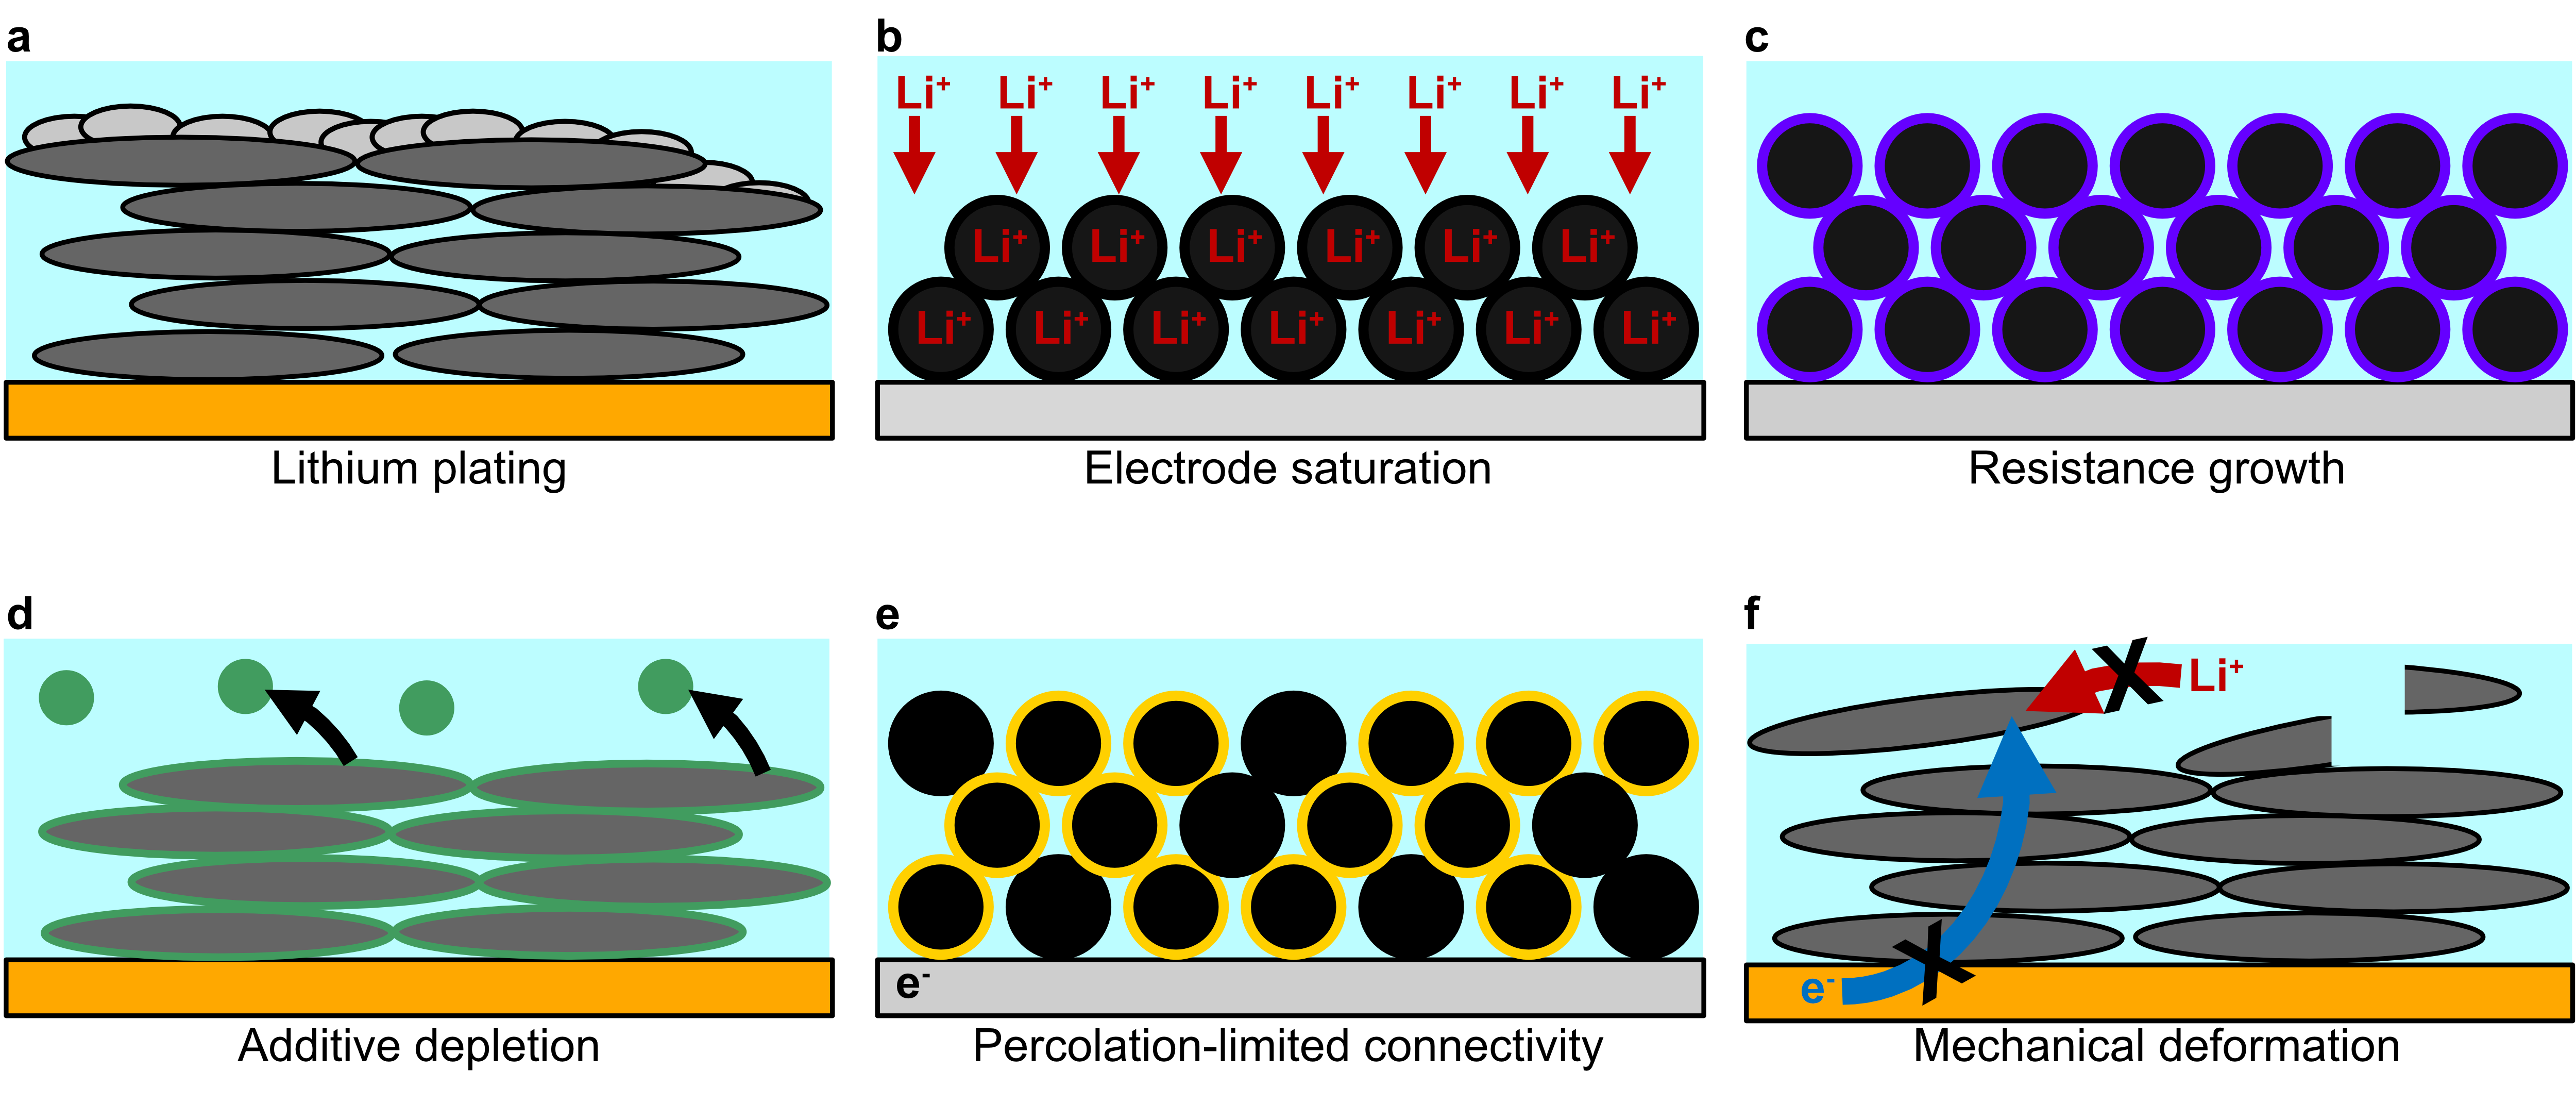 a
b
c
Li⁺ Li⁺ Li⁺ Li⁺ Li⁺ Li⁺ Li⁺ Li⁺
Li⁺ Li⁺ Li⁺ Li⁺ Li⁺ Li⁺
Li⁺ Li⁺ Li⁺ Li⁺ Li⁺ Li⁺ Li⁺
Lithium plating
Electrode saturation
Resistance growth
d
e
f
Li⁺
e⁻
e⁻
Additive depletion
Percolation-limited connectivity
Mechanical deformation